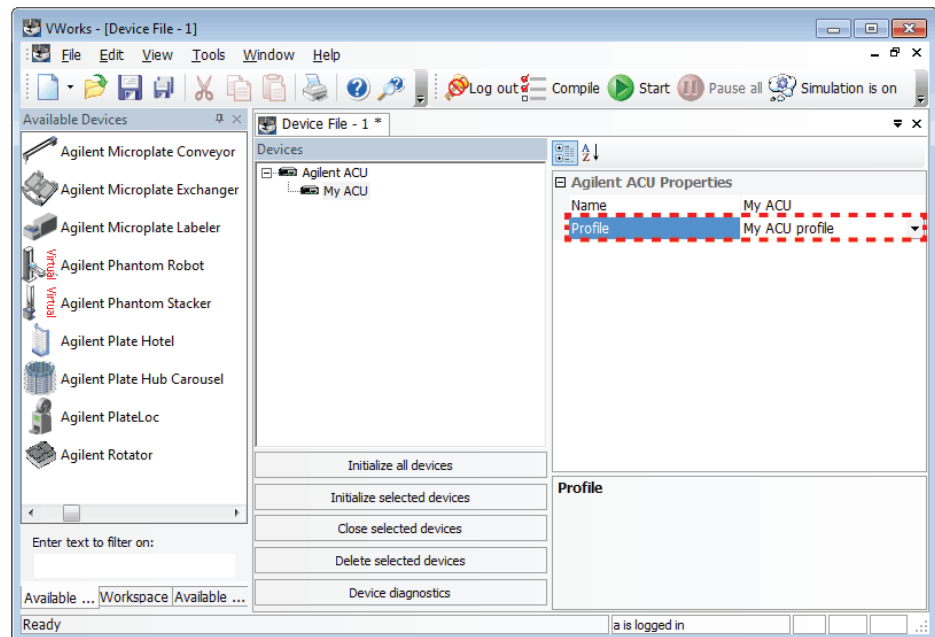 VWorks - [Device File - 1]
File Edit View Tools Window Help
Log out Compile Start Pause all Simulation is on
Available Devices
Agilent Microplate Conveyor
Agilent Microplate Exchanger
Agilent Microplate Labeler
Virtual Agilent Phantom Robot
Virtual Agilent Phantom Stacker
Agilent Plate Hotel
Agilent Plate Hub Carousel
Agilent PlateLoc
Agilent Rotator
Enter text to filter on:
Available ... Workspace Available ...
Device File - 1 *
Devices
Agilent ACU
My ACU
Initialize all devices
Initialize selected devices
Close selected devices
Delete selected devices
Device diagnostics
A Z
Agilent ACU Properties
Name My ACU
Profile My ACU profile
Profile
Ready a is logged in